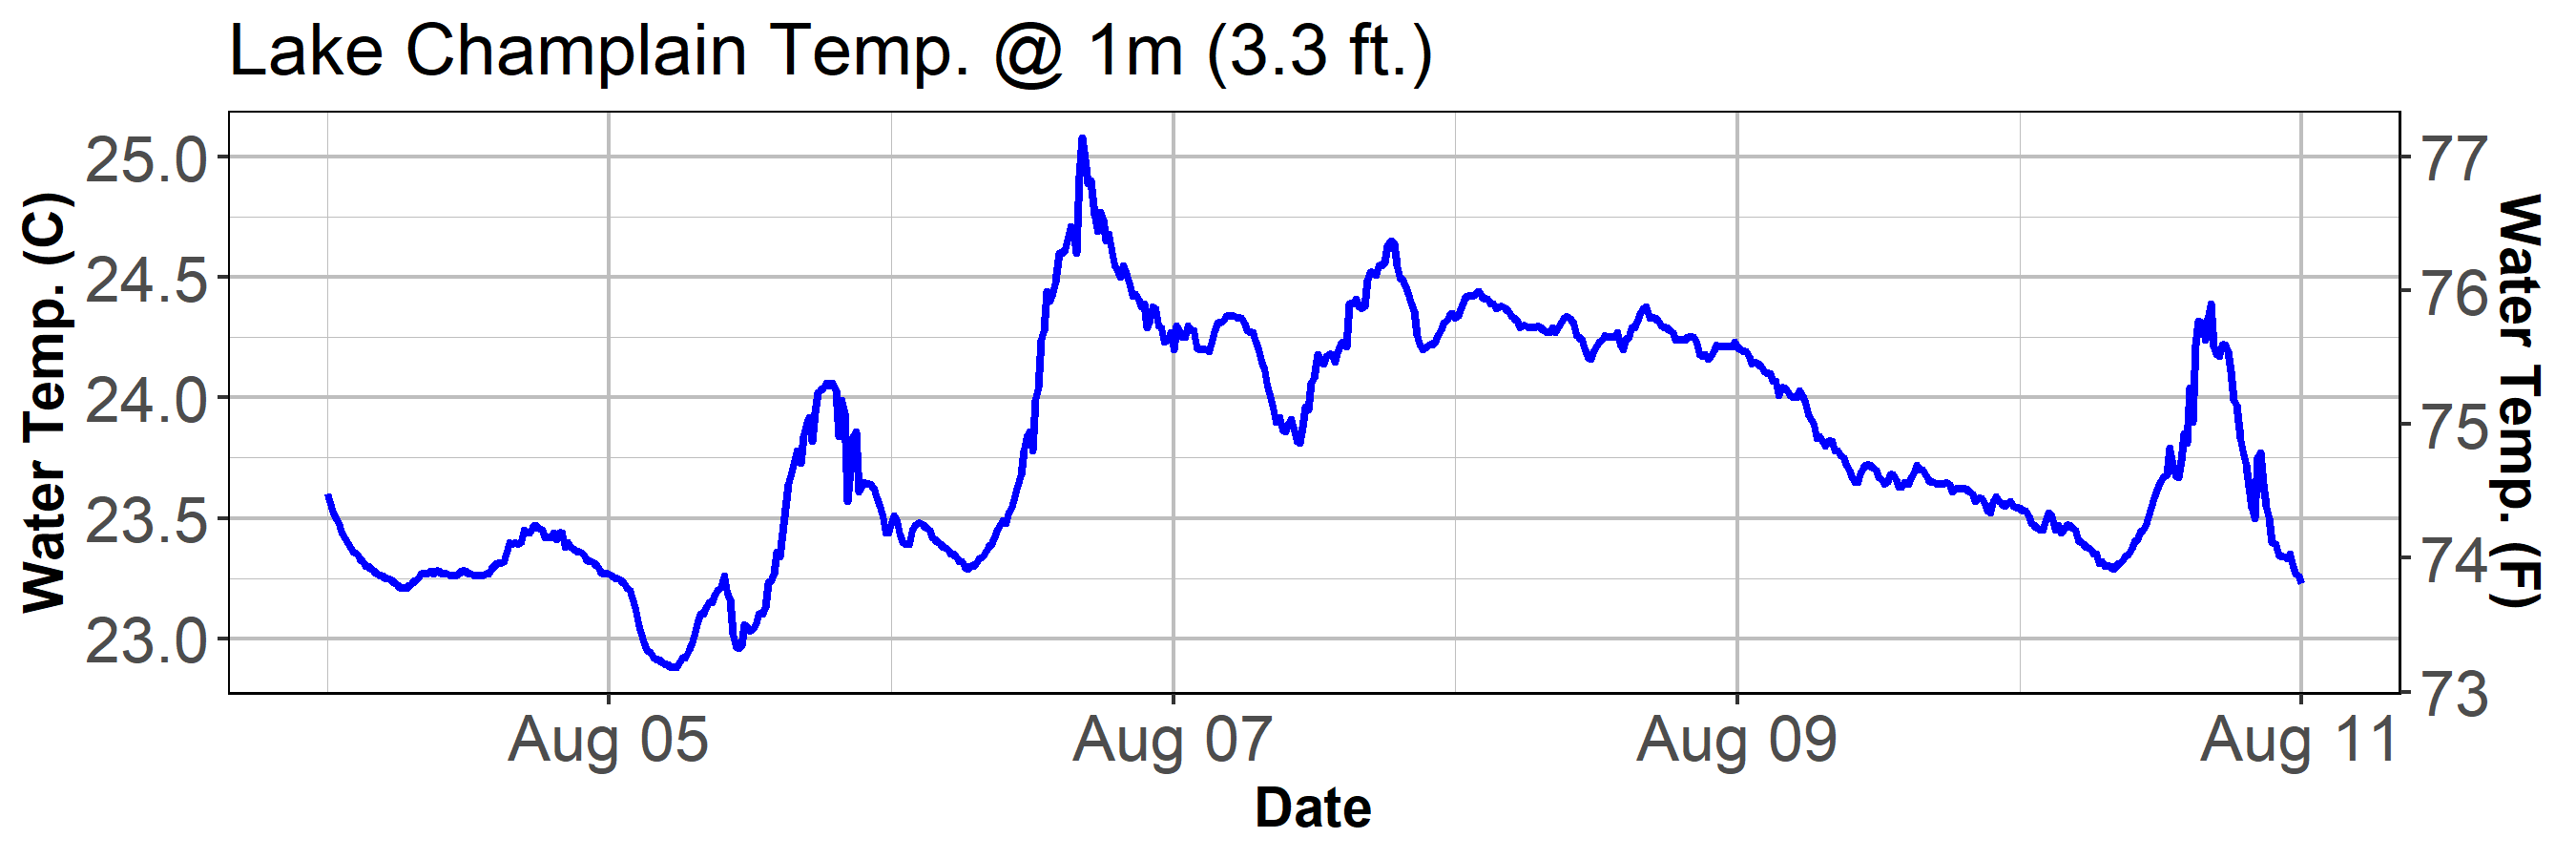 Lake Champlain Temp. @ 1m (3.3 ft.)
Water Temp. (C)
25.0
24.5
24.0
23.5
23.0
77
76
75
74
73
Water Temp. (F)
Aug 05 Aug 07 Aug 09 Aug 11
Date